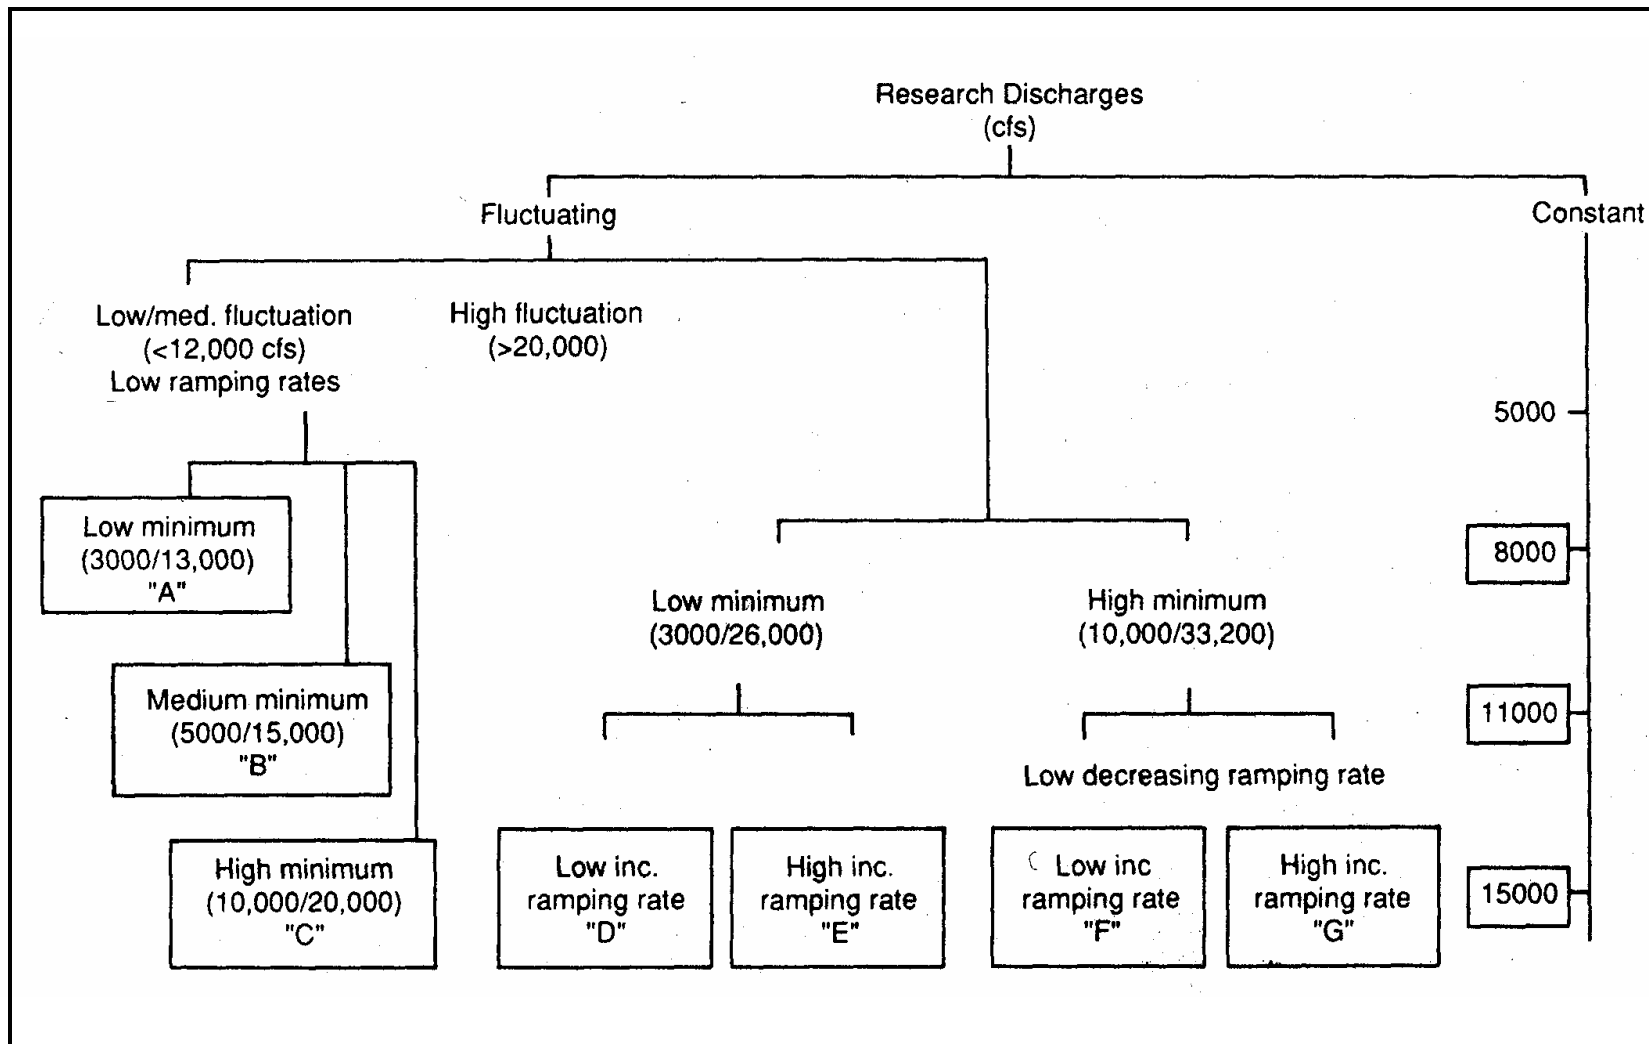 Research Discharges
(cfs)
Fluctuating
Constant
Low/med. fluctuation
(<12,000 cfs)
Low ramping rates
High fluctuation
(>20,000)
5000
Low minimum
(3000/13,000)
"A"
8000
Low minimum
(3000/26,000)
High minimum
(10,000/33,200)
Medium minimum
(5000/15,000)
"B"
11000
Low decreasing ramping rate
High minimum
(10,000/20,000)
"C"
Low inc.
ramping rate
"D"
High inc.
ramping rate
"E"
Low inc
ramping rate
"F"
High inc.
ramping rate
"G"
15000